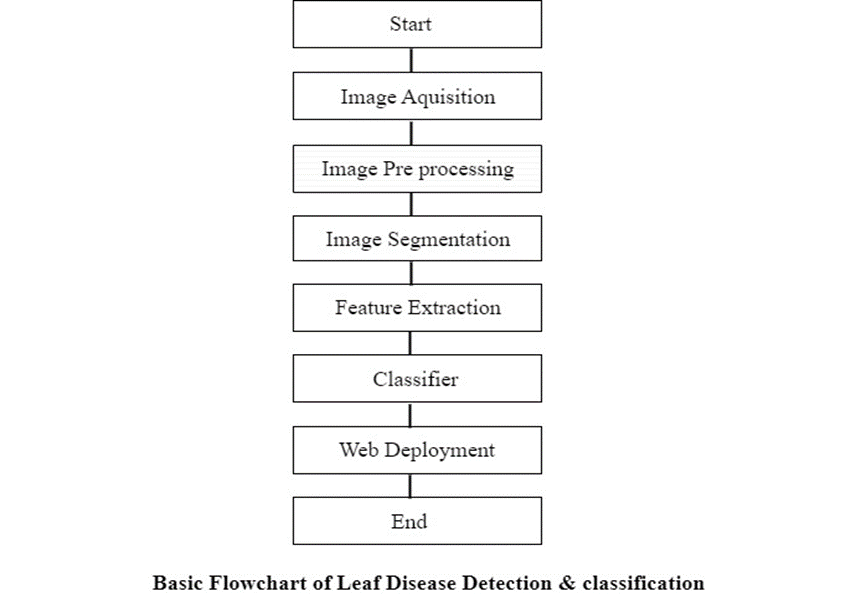 Start
Image Aquisition
Image Pre processing
Image Segmentation
Feature Extraction
Classifier
Web Deployment
End
Basic Flowchart of Leaf Disease Detection & classification